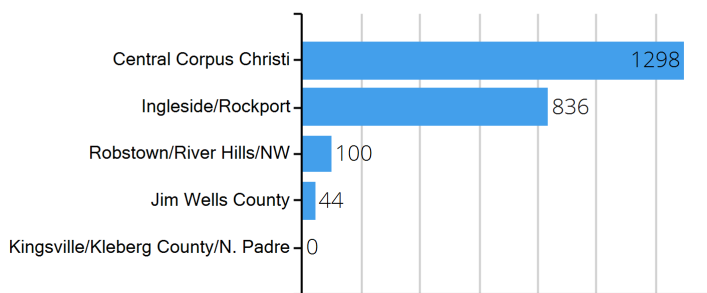 Central Corpus Christi 1298
Ingleside/Rockport 836
Robstown/River Hills/NW 100
Jim Wells County 44
Kingsville/Kleberg County/N. Padre 0